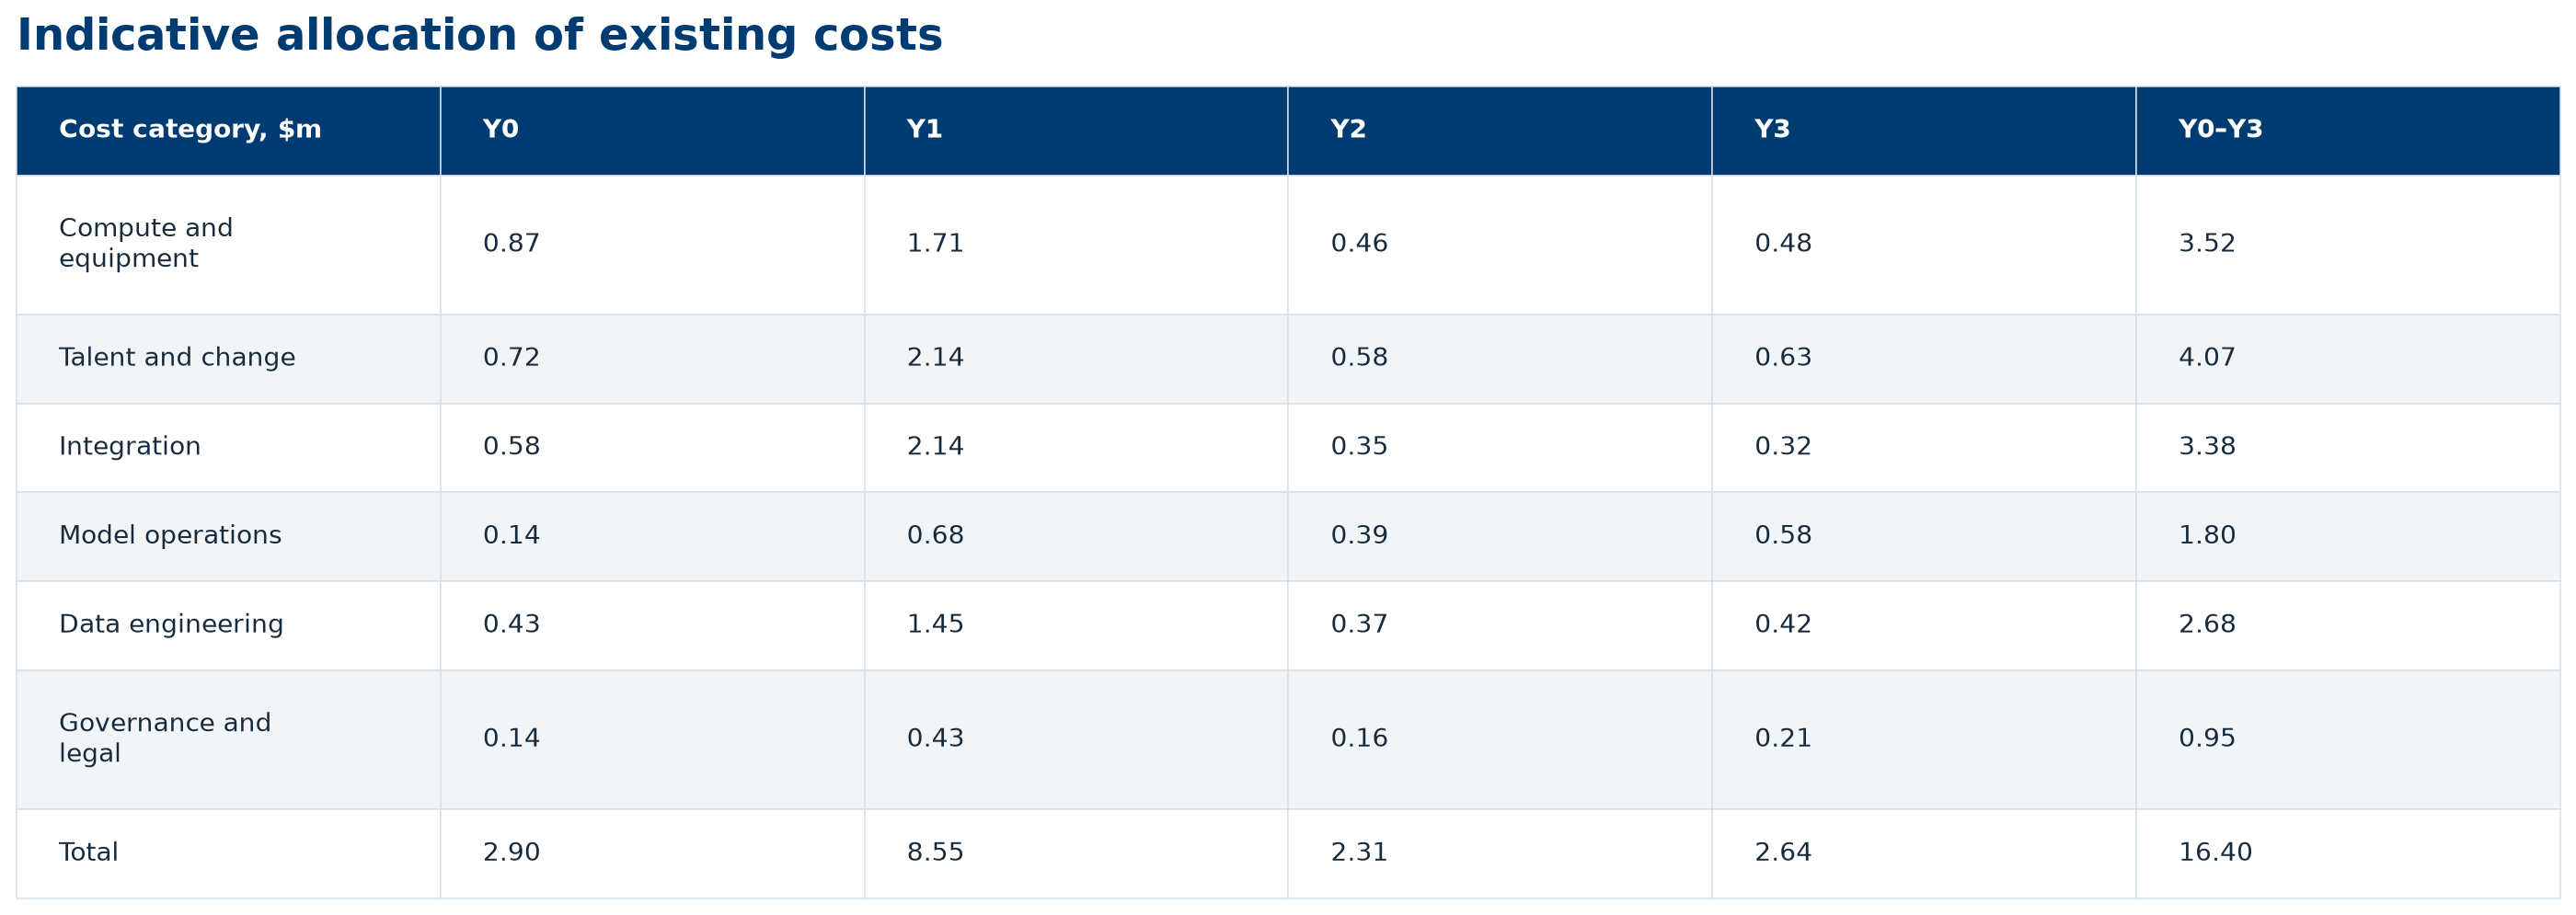 Indicative allocation of existing costs
Cost category, $m Y0 Y1 Y2 Y3 Y0–Y3
Compute and
equipment 0.87 1.71 0.46 0.48 3.52
Talent and change 0.72 2.14 0.58 0.63 4.07
Integration 0.58 2.14 0.35 0.32 3.38
Model operations 0.14 0.68 0.39 0.58 1.80
Data engineering 0.43 1.45 0.37 0.42 2.68
Governance and
legal 0.14 0.43 0.16 0.21 0.95
Total 2.90 8.55 2.31 2.64 16.40